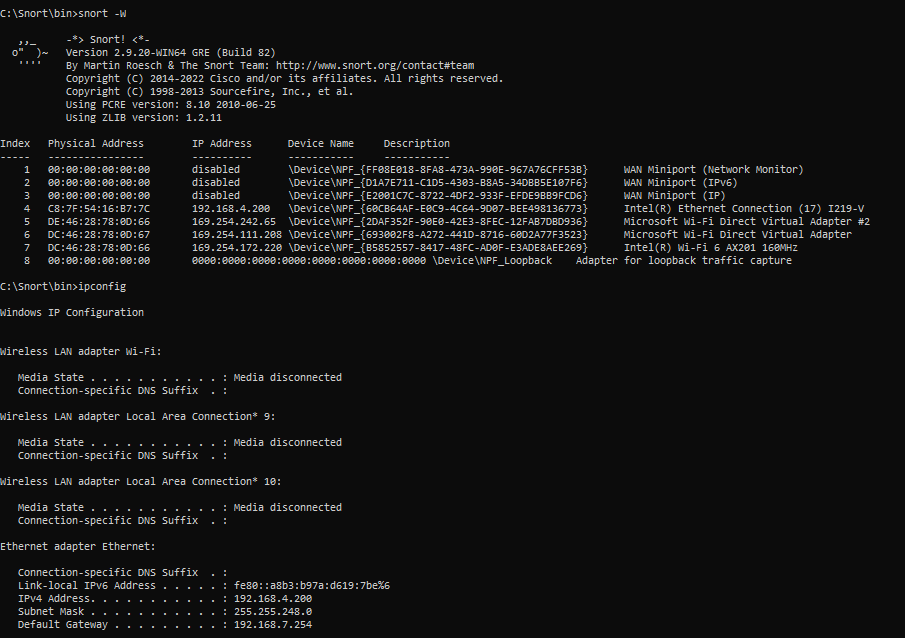 C:\Snort\bin>snort -W
,,_ -*> Snort! <*-
o" )~ Version 2.9.20-WIN64 GRE (Build 82)
'''' By Martin Roesch & The Snort Team: http://www.snort.org/contact#team
Copyright (C) 2014-2022 Cisco and/or its affiliates. All rights reserved.
Copyright (C) 1998-2013 Sourcefire, Inc., et al.
Using PCRE version: 8.10 2010-06-25
Using ZLIB version: 1.2.11
Index Physical Address IP Address Device Name Description
----- ---------------- ---------- ----------- -----------
1 00:00:00:00:00:00 disabled \Device\NPF_{FF08E018-8FA8-473A-990E-967A76CFF53B} WAN Miniport (Network Monitor)
2 00:00:00:00:00:00 disabled \Device\NPF_{D1A7E711-C1D5-4303-B8A5-34DBB5E107F6} WAN Miniport (IPv6)
3 00:00:00:00:00:00 disabled \Device\NPF_{E2001C7C-8722-4DF2-933F-EFDE9BB9FCD6} WAN Miniport (IP)
4 C8:7F:54:16:B7:7C 192.168.4.200 \Device\NPF_{60CB64AF-E0C9-4C64-9D07-BEE498136773} Intel(R) Ethernet Connection (17) I219-V
5 DE:46:28:78:0D:66 169.254.242.65 \Device\NPF_{2DAF352F-90E0-42E3-8FEC-12FAB7DBD936} Microsoft Wi-Fi Direct Virtual Adapter #2
6 DC:46:28:78:0D:67 169.254.111.208 \Device\NPF_{693002F8-A272-441D-8716-60D2A77F3523} Microsoft Wi-Fi Direct Virtual Adapter
7 DC:46:28:78:0D:66 169.254.172.220 \Device\NPF_{B5852557-8417-48FC-AD0F-E3ADE8AEE269} Intel(R) Wi-Fi 6 AX201 160MHz
8 00:00:00:00:00:00 0000:0000:0000:0000:0000:0000:0000:0000 \Device\NPF_Loopback Adapter for loopback traffic capture
C:\Snort\bin>ipconfig
Windows IP Configuration
Wireless LAN adapter Wi-Fi:
Media State . . . . . . . . . . . : Media disconnected
Connection-specific DNS Suffix . :
Wireless LAN adapter Local Area Connection* 9:
Media State . . . . . . . . . . . : Media disconnected
Connection-specific DNS Suffix . :
Wireless LAN adapter Local Area Connection* 10:
Media State . . . . . . . . . . . : Media disconnected
Connection-specific DNS Suffix . :
Ethernet adapter Ethernet:
Connection-specific DNS Suffix . :
Link-local IPv6 Address . . . . . : fe80::a8b3:b97a:d619:7be%6
IPv4 Address. . . . . . . . . . . : 192.168.4.200
Subnet Mask . . . . . . . . . . . : 255.255.248.0
Default Gateway . . . . . . . . . : 192.168.7.254